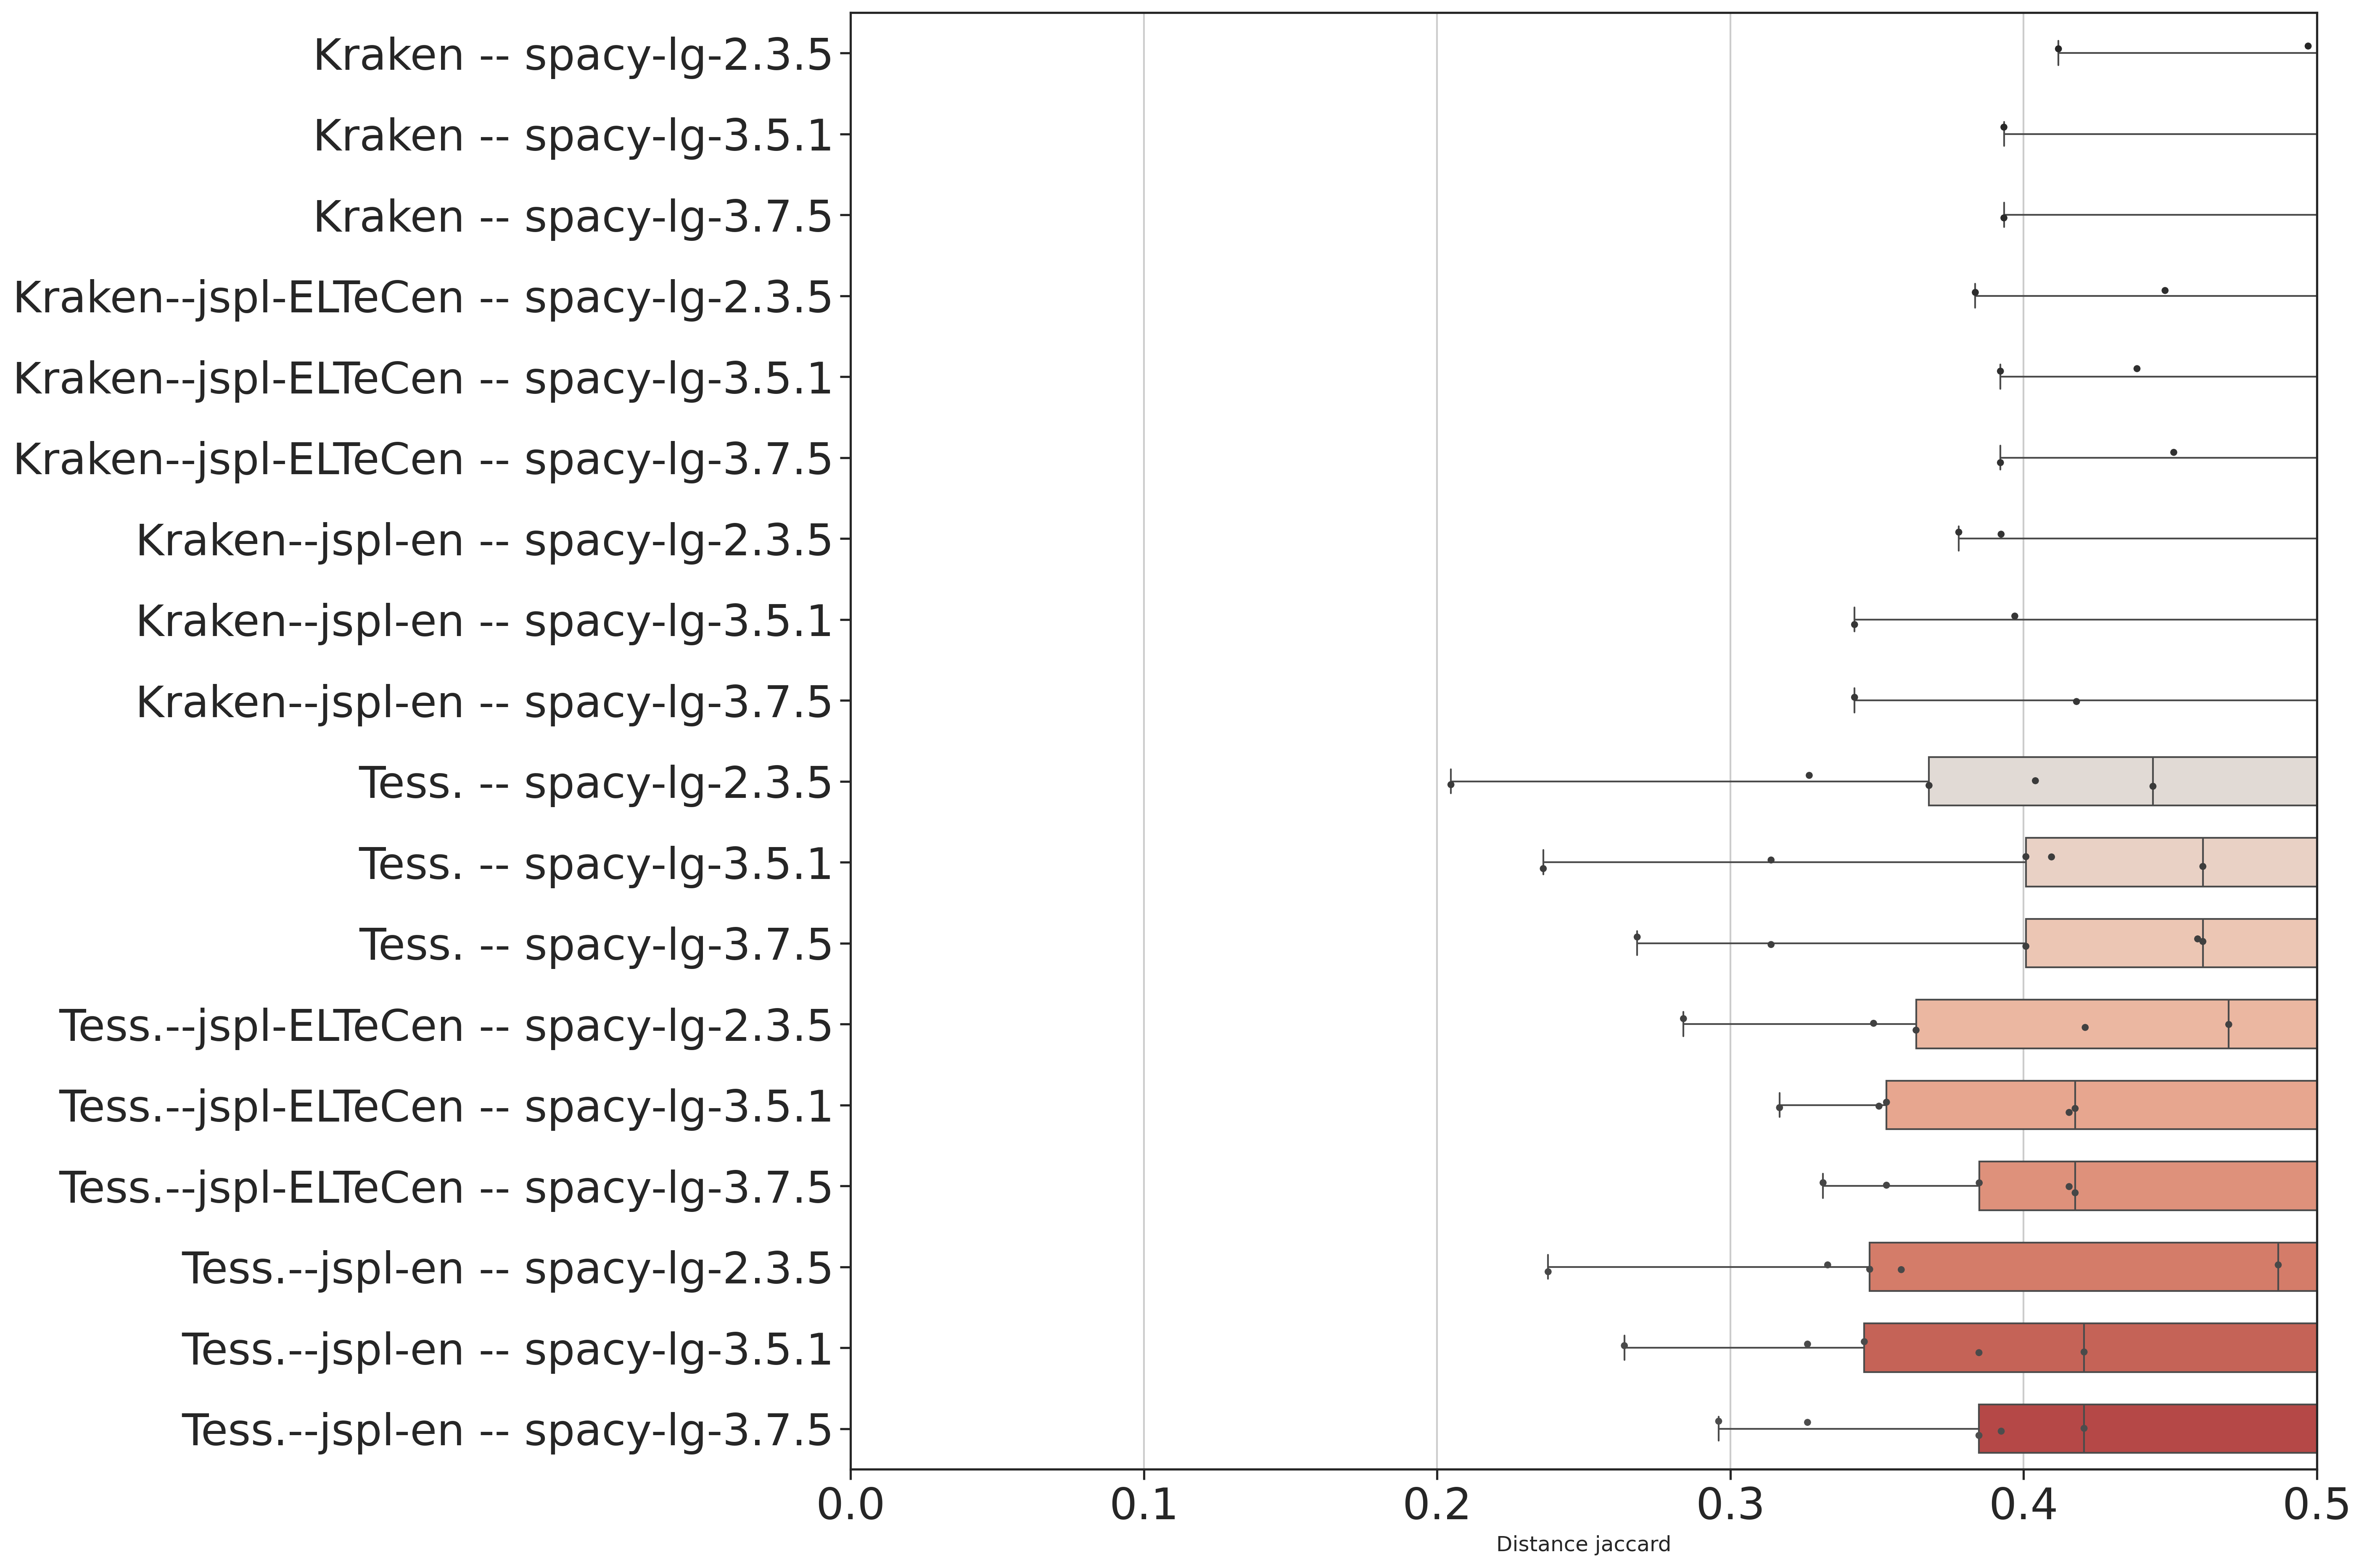 Kraken -- spacy-lg-2.3.5
Kraken -- spacy-lg-3.5.1
Kraken -- spacy-lg-3.7.5
Kraken--jspl-ELTeCen -- spacy-lg-2.3.5
Kraken--jspl-ELTeCen -- spacy-lg-3.5.1
Kraken--jspl-ELTeCen -- spacy-lg-3.7.5
Kraken--jspl-en -- spacy-lg-2.3.5
Kraken--jspl-en -- spacy-lg-3.5.1
Kraken--jspl-en -- spacy-lg-3.7.5
Tess. -- spacy-lg-2.3.5
Tess. -- spacy-lg-3.5.1
Tess. -- spacy-lg-3.7.5
Tess.--jspl-ELTeCen -- spacy-lg-2.3.5
Tess.--jspl-ELTeCen -- spacy-lg-3.5.1
Tess.--jspl-ELTeCen -- spacy-lg-3.7.5
Tess.--jspl-en -- spacy-lg-2.3.5
Tess.--jspl-en -- spacy-lg-3.5.1
Tess.--jspl-en -- spacy-lg-3.7.5
0.0 0.1 0.2 0.3 0.4 0.5
Distance jaccard